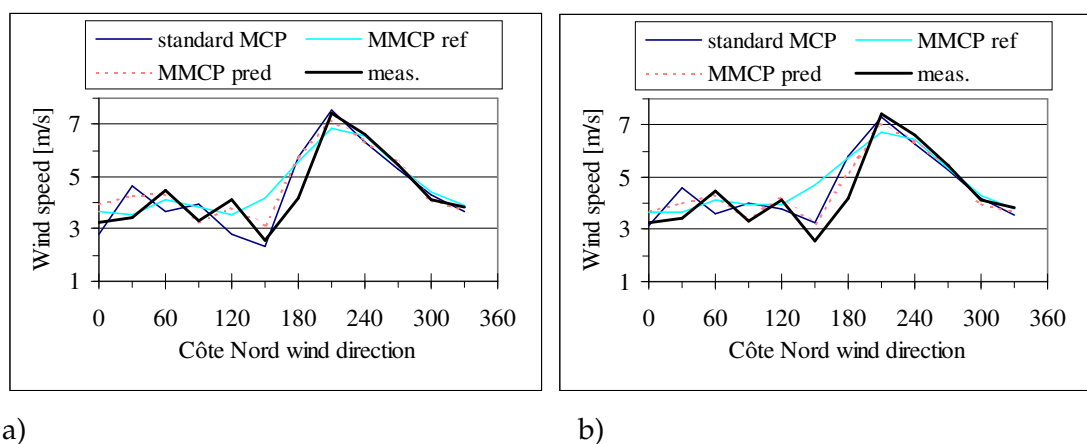 standard MCP MMCP ref
MMCP pred meas.
Wind speed [m/s]
7
5
3
1
0 60 120 180 240 300 360
Côte Nord wind direction
a)
standard MCP MMCP ref
MMCP pred meas.
Wind speed [m/s]
7
5
3
1
0 60 120 180 240 300 360
Côte Nord wind direction
b)